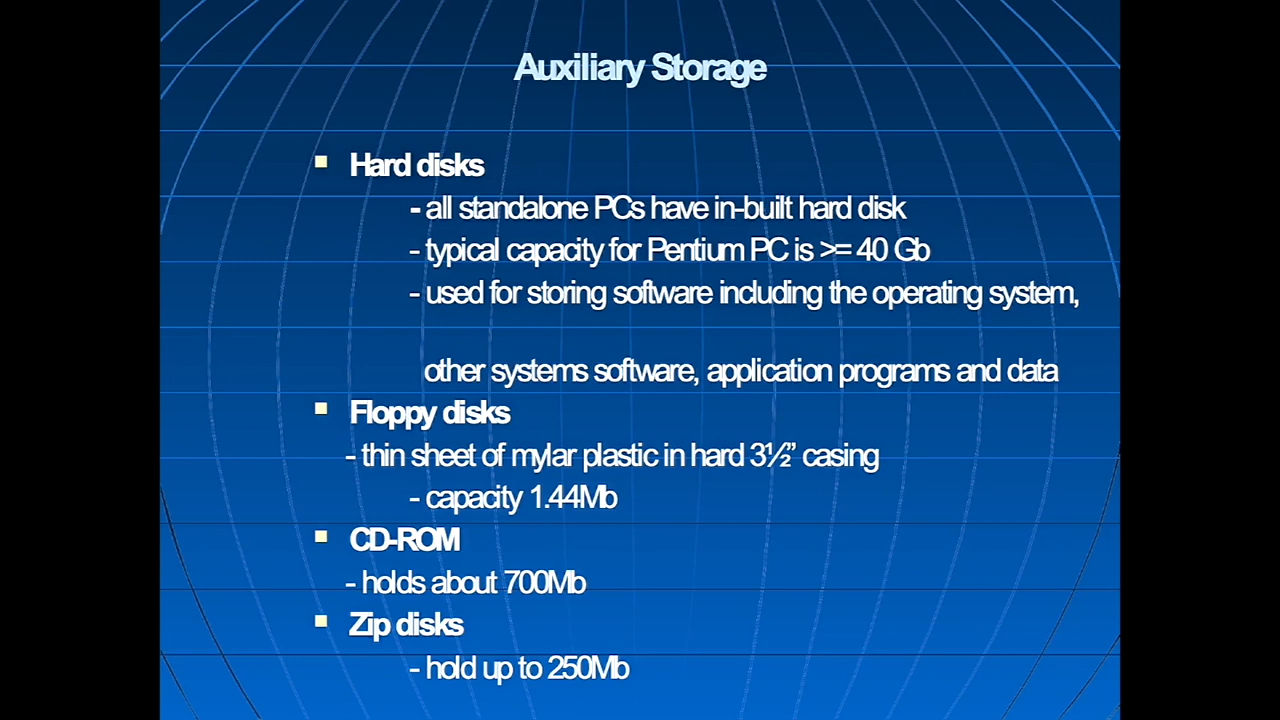 Auxiliary Storage
Hard disks
- all standalone PCs have in-built hard disk
- typical capacity for Pentium PC is >= 40 Gb
- used for storing software including the operating system,
other systems software, application programs and data
Floppy disks
- thin sheet of mylar plastic in hard 3½” casing
- capacity 1.44Mb
CD-ROM
- holds about 700Mb
Zip disks
- hold up to 250Mb